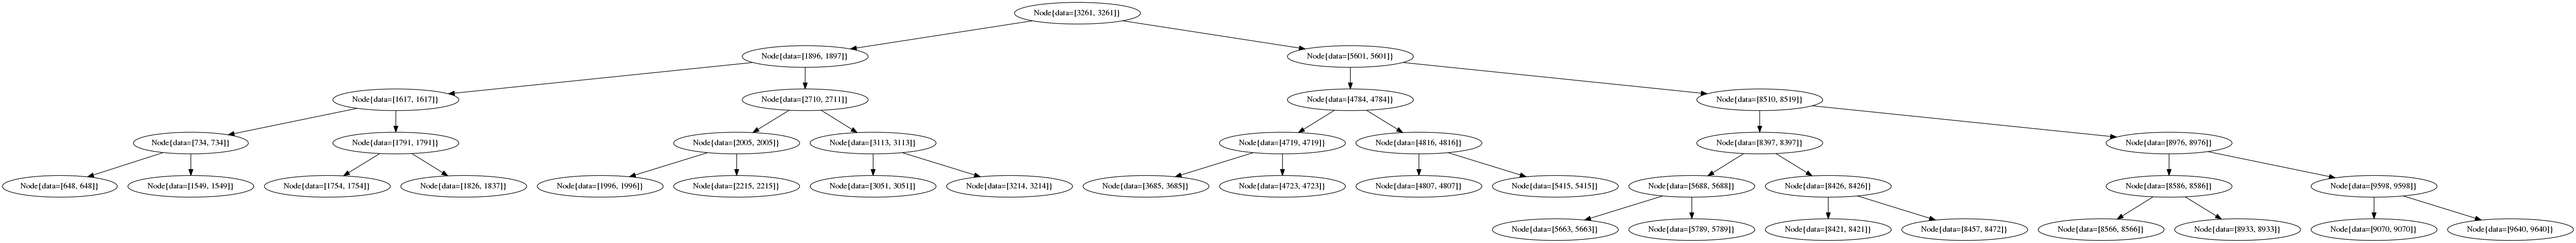 Node{data=[3261, 3261]}
Node{data=[1896, 1897]}
Node{data=[5601, 5601]}
Node{data=[1617, 1617]}
Node{data=[2710, 2711]}
Node{data=[4784, 4784]}
Node{data=[8510, 8519]}
Node{data=[734, 734]}
Node{data=[1791, 1791]}
Node{data=[2005, 2005]}
Node{data=[3113, 3113]}
Node{data=[4719, 4719]}
Node{data=[4816, 4816]}
Node{data=[8397, 8397]}
Node{data=[8976, 8976]}
Node{data=[648, 648]}
Node{data=[1549, 1549]}
Node{data=[1754, 1754]}
Node{data=[1826, 1837]}
Node{data=[1996, 1996]}
Node{data=[2215, 2215]}
Node{data=[3051, 3051]}
Node{data=[3214, 3214]}
Node{data=[3685, 3685]}
Node{data=[4723, 4723]}
Node{data=[4807, 4807]}
Node{data=[5415, 5415]}
Node{data=[5688, 5688]}
Node{data=[8426, 8426]}
Node{data=[8586, 8586]}
Node{data=[9598, 9598]}
Node{data=[5663, 5663]}
Node{data=[5789, 5789]}
Node{data=[8421, 8421]}
Node{data=[8457, 8472]}
Node{data=[8566, 8566]}
Node{data=[8933, 8933]}
Node{data=[9070, 9070]}
Node{data=[9640, 9640]}